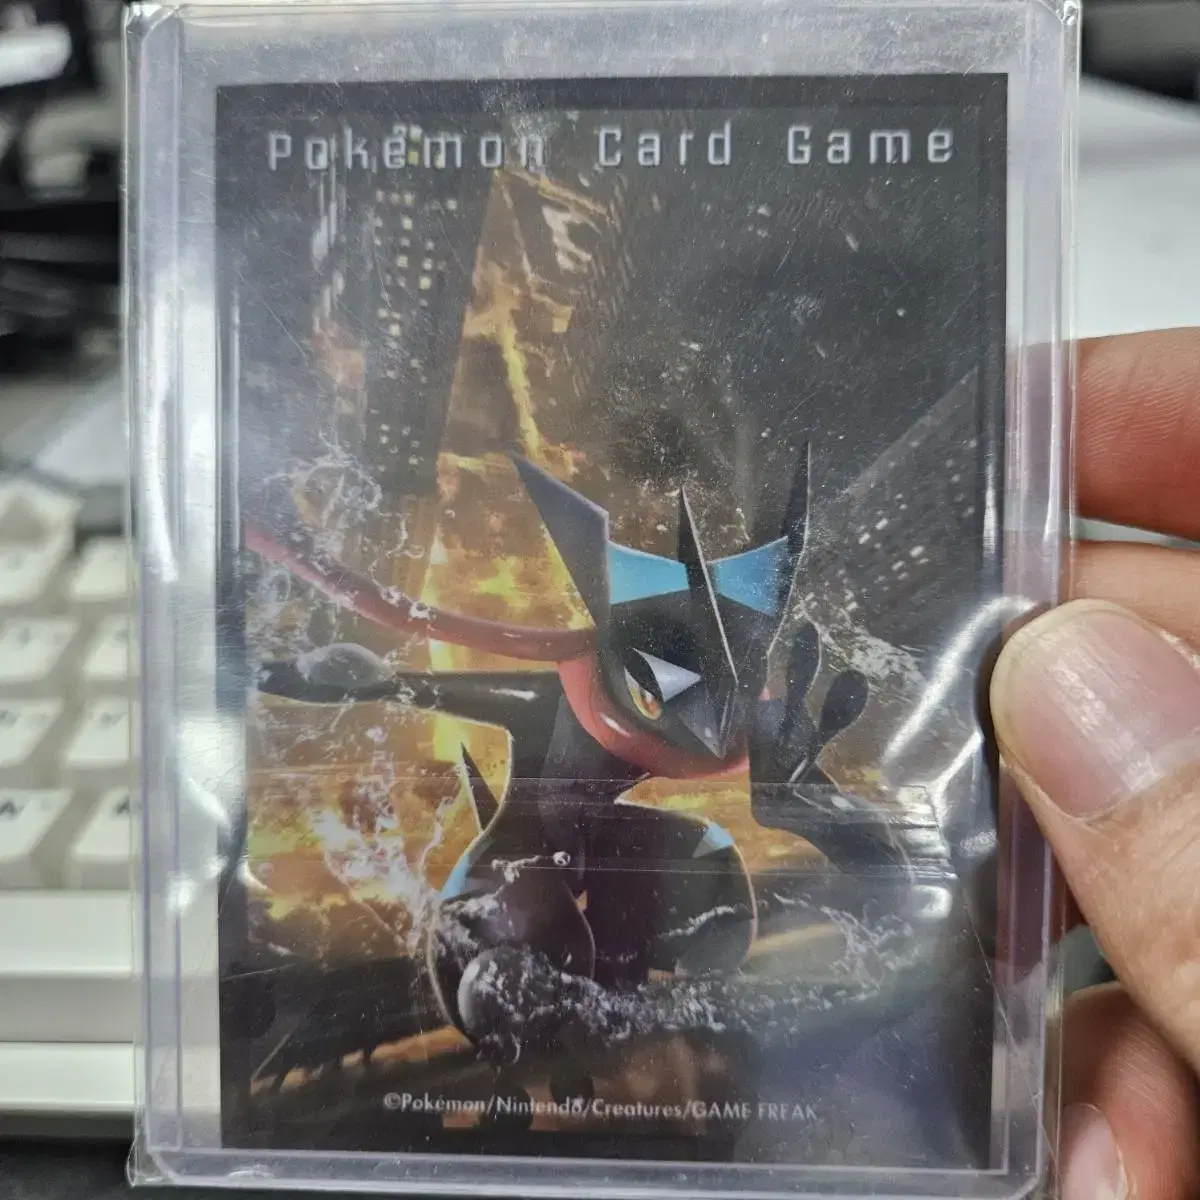 Pokémon Card Game
©Pokémon/Nintendo/Creatures/GAME FREAK